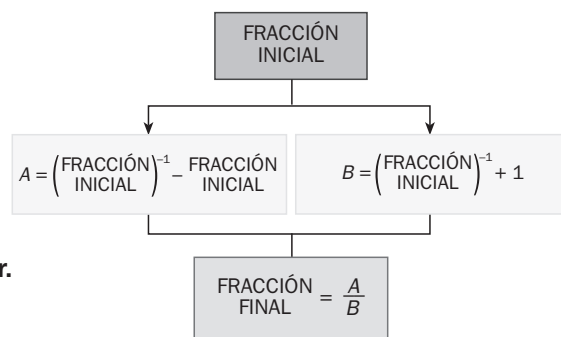 FRACCIÓN
INICIAL
A = (FRACCIÓN INICIAL)⁻¹ – FRACCIÓN INICIAL
B = (FRACCIÓN INICIAL)⁻¹ + 1
r.
FRACCIÓN FINAL = A/B